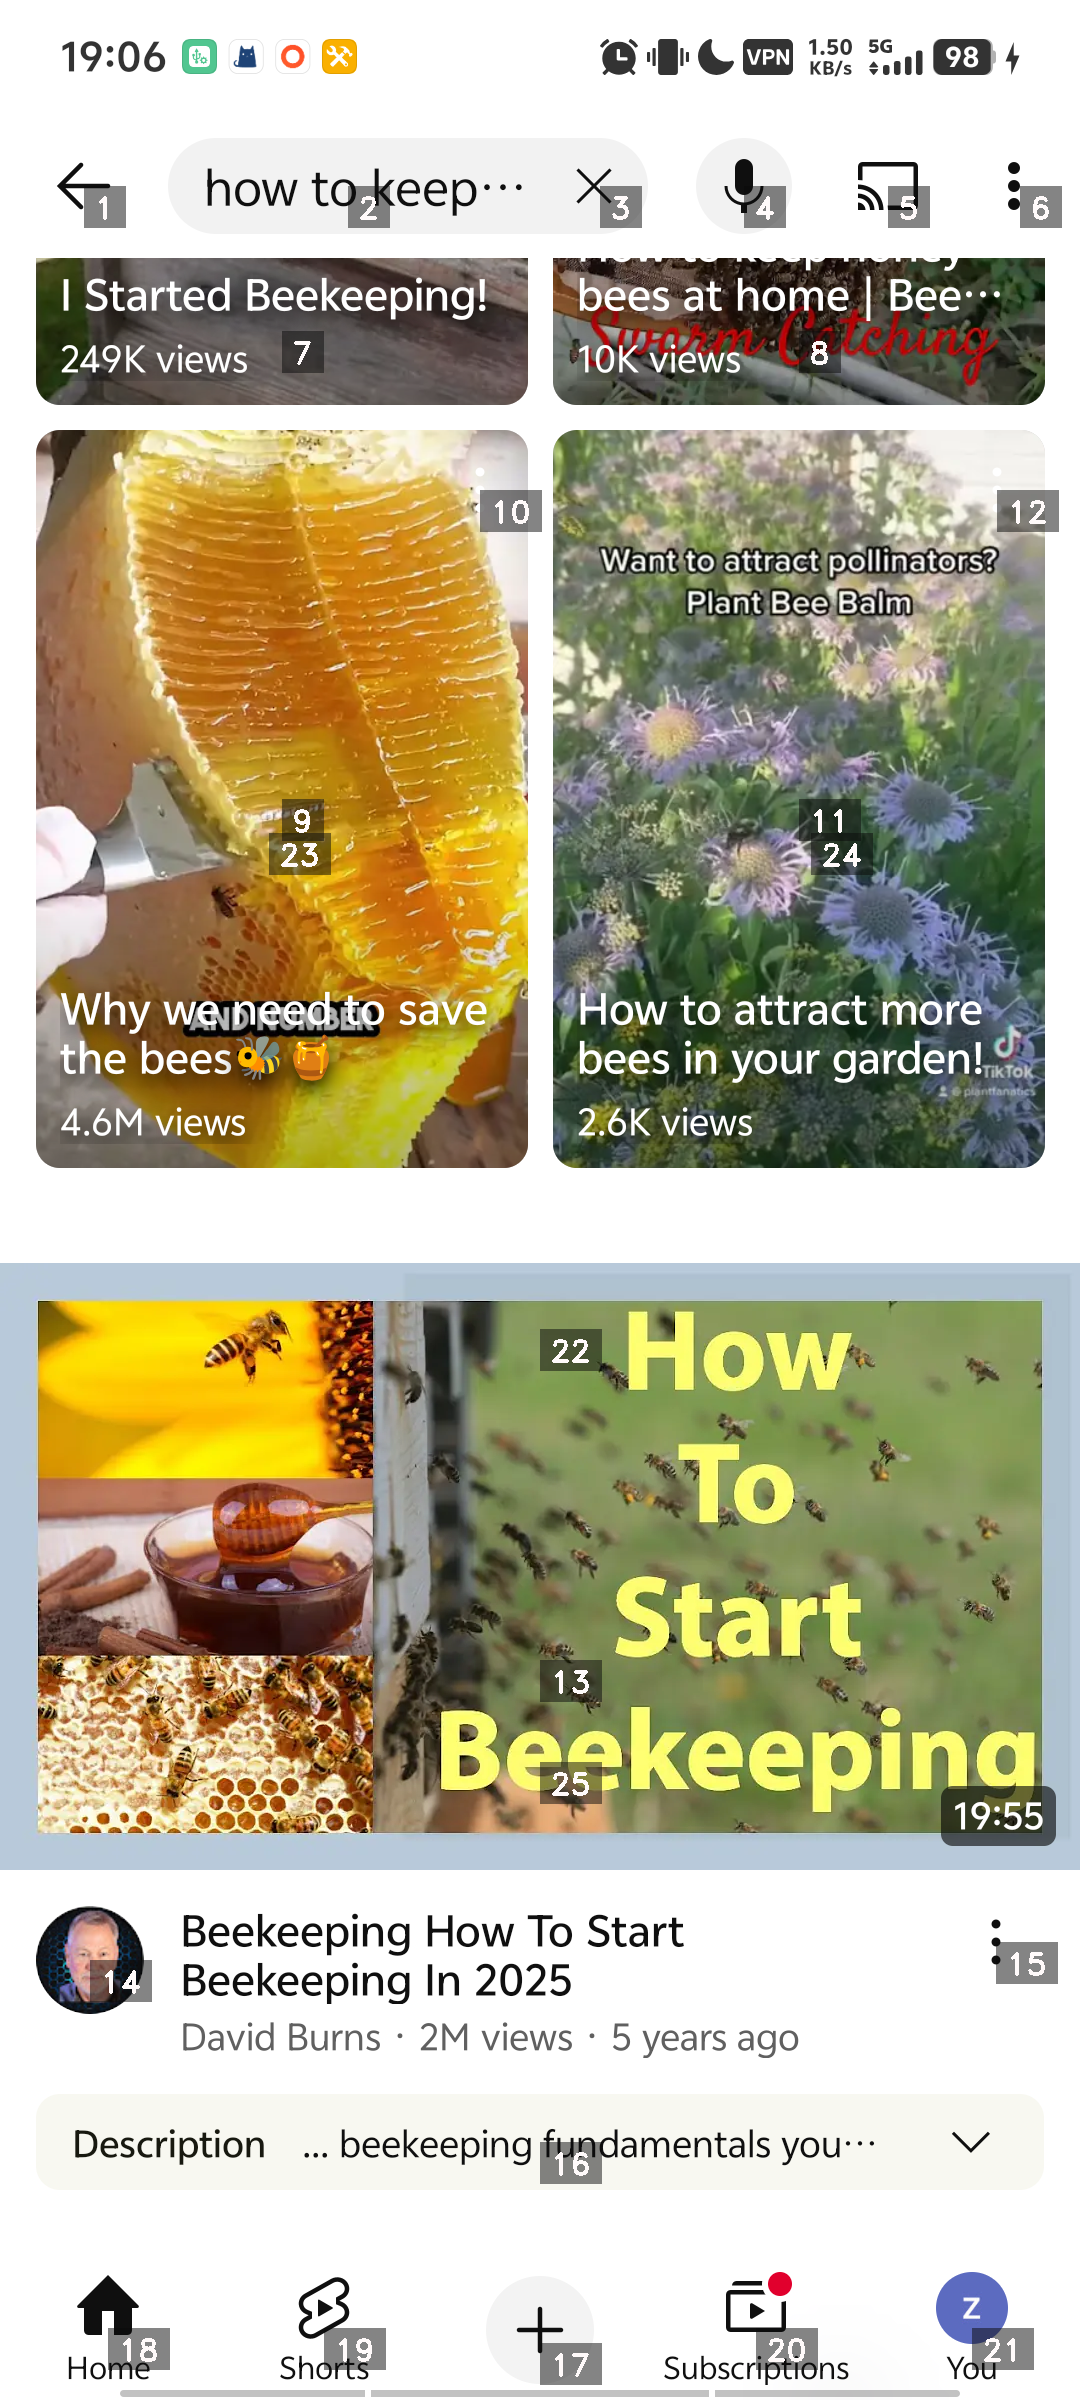 19:06
VPN
1.50
KB/s
5G
98
how to keep...
1
2
3
4
5
6
I Started Beekeeping!
249K views
7
How to keep honey
bees at home | Bee...
Swarm Catching
10K views
8
10
12
Want to attract pollinators?
Plant Bee Balm
9
23
11
24
Why we need to save
the bees🐝🍯
AND NUMBER
4.6M views
How to attract more
bees in your garden!
TikTok
@plantfanatics
2.6K views
22
How
To
Start
13
Beekeeping
25
19:55
14
Beekeeping How To Start
Beekeeping In 2025
15
David Burns · 2M views · 5 years ago
Description ... beekeeping fundamentals you...
16
Z
Home
18
Shorts
19
17
Subscriptions
20
You
21